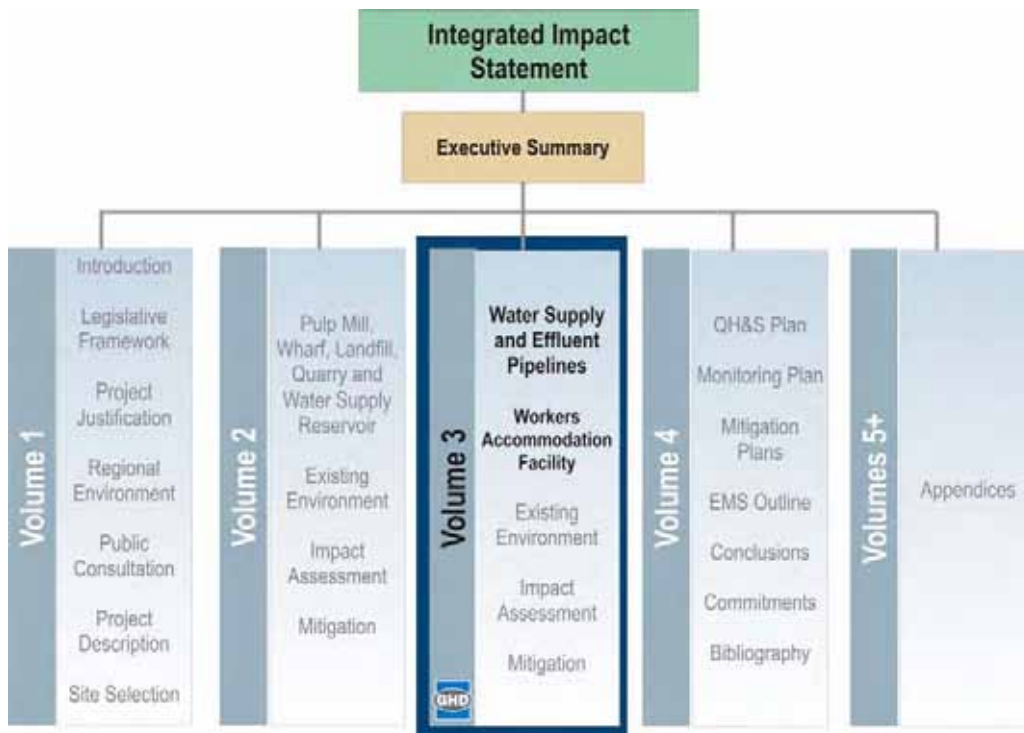 Integrated Impact
Statement
Executive Summary
Volume 1
Introduction
Legislative
Framework
Project
Justification
Regional
Environment
Public
Consultation
Project
Description
Site Selection
Volume 2
Pulp Mill,
Wharf, Landfill,
Quarry and
Water Supply
Reservoir
Existing
Environment
Impact
Assessment
Mitigation
Volume 3
Water Supply
and Effluent
Pipelines
Workers
Accommodation
Facility
Existing
Environment
Impact
Assessment
Mitigation
GHD
Volume 4
QH&S Plan
Monitoring Plan
Mitigation
Plans
EMS Outline
Conclusions
Commitments
Bibliography
Volumes 5+
Appendices